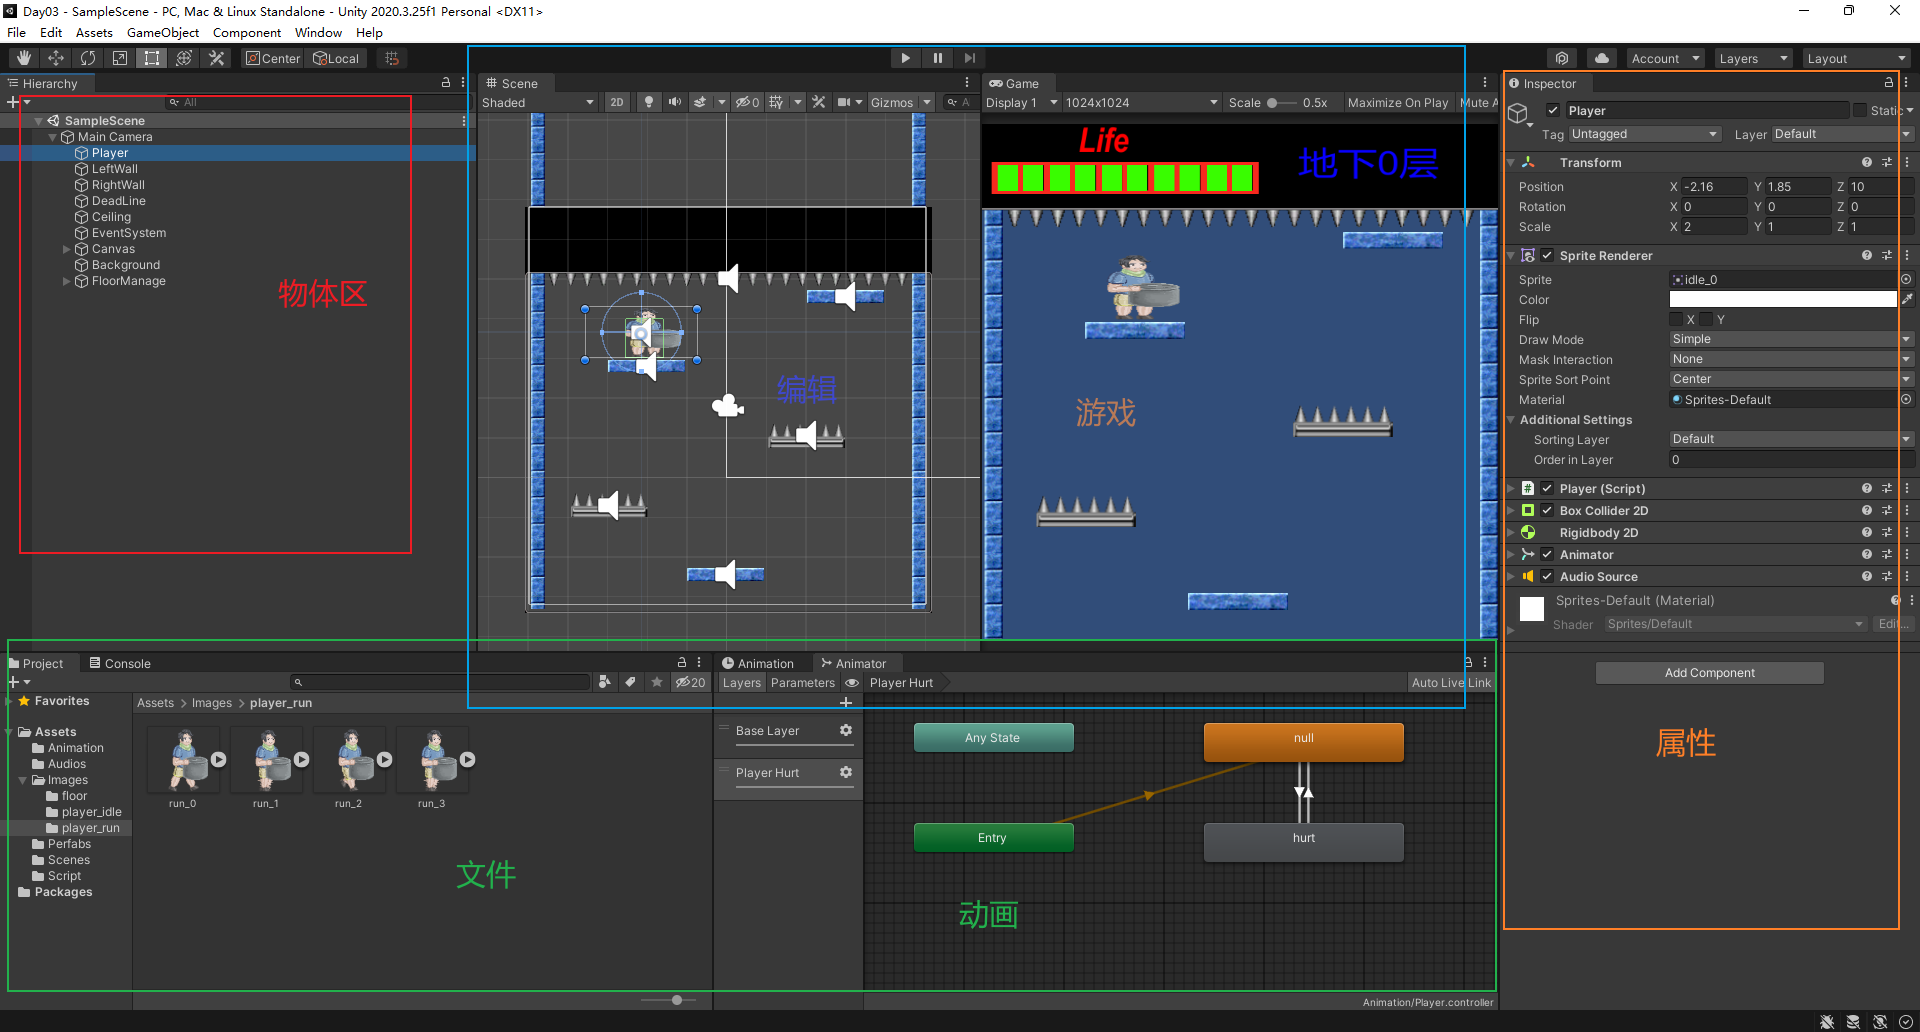 Day03 - SampleScene - PC, Mac & Linux Standalone - Unity 2020.3.25f1 Personal <DX11>
File Edit Assets GameObject Component Window Help
Center Local Account Layers Layout
Hierarchy
All
SampleScene
Main Camera
Player
LeftWall
RightWall
DeadLine
Ceiling
EventSystem
Canvas
Background
FloorManage
物体区
Scene
Shaded 2D 0 Gizmos A
编辑
Game
Display 1 1024x1024 Scale 0.5x Maximize On Play Mute A
Life
地下0层
游戏
Inspector
Player Static
Tag Untagged Layer Default
Transform
Position X -2.16 Y 1.85 Z 10
Rotation X 0 Y 0 Z 0
Scale X 2 Y 1 Z 1
Sprite Renderer
Sprite idle_0
Color
Flip X Y
Draw Mode Simple
Mask Interaction None
Sprite Sort Point Center
Material Sprites-Default
Additional Settings
Sorting Layer Default
Order in Layer 0
Player (Script)
Box Collider 2D
Rigidbody 2D
Animator
Audio Source
Sprites-Default (Material)
Shader Sprites/Default Edit...
Add Component
属性
Project Console
20
Favorites
Assets
Animation
Audios
Images
floor
player_idle
player_run
Perfabs
Scenes
Script
Packages
Assets > Images > player_run
run_0 run_1 run_2 run_3
文件
Animation Animator
Layers Parameters Player Hurt Auto Live Link
Base Layer
Player Hurt
Any State
null
Entry
hurt
动画
Animation/Player.controller